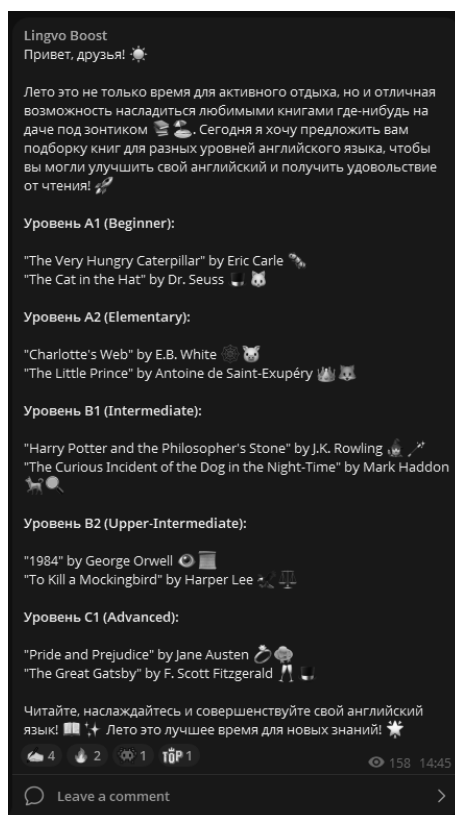 Lingvo Boost
Привет, друзья! ☀️
Лето это не только время для активного отдыха, но и отличная
возможность насладиться любимыми книгами где-нибудь на
даче под зонтиком 📚🏖. Сегодня я хочу предложить вам
подборку книг для разных уровней английского языка, чтобы
вы могли улучшить свой английский и получить удовольствие
от чтения! 🚀
Уровень A1 (Beginner):
"The Very Hungry Caterpillar" by Eric Carle 🐛
"The Cat in the Hat" by Dr. Seuss 🎩🐱
Уровень A2 (Elementary):
"Charlotte's Web" by E.B. White 🕸🐷
"The Little Prince" by Antoine de Saint-Exupéry 👑🦊
Уровень B1 (Intermediate):
"Harry Potter and the Philosopher's Stone" by J.K. Rowling 🧙 🪄
"The Curious Incident of the Dog in the Night-Time" by Mark Haddon
🐕🔍
Уровень B2 (Upper-Intermediate):
"1984" by George Orwell 👁📜
"To Kill a Mockingbird" by Harper Lee 🐦⚖️
Уровень C1 (Advanced):
"Pride and Prejudice" by Jane Austen 💍🌳
"The Great Gatsby" by F. Scott Fitzgerald 🥂🎩
Читайте, наслаждайтесь и совершенствуйте свой английский
язык! 📖✨ Лето это лучшее время для новых знаний! 🌟
4 2 1 TOP 1
158 14:45
Leave a comment